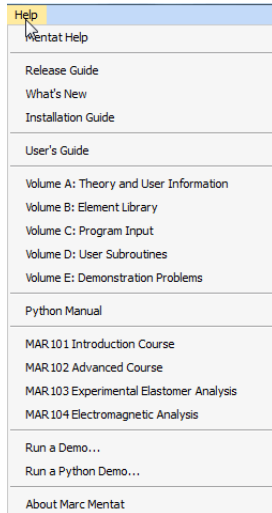 Help
Mentat Help
Release Guide
What's New
Installation Guide
User's Guide
Volume A: Theory and User Information
Volume B: Element Library
Volume C: Program Input
Volume D: User Subroutines
Volume E: Demonstration Problems
Python Manual
MAR101 Introduction Course
MAR102 Advanced Course
MAR103 Experimental Elastomer Analysis
MAR104 Electromagnetic Analysis
Run a Demo...
Run a Python Demo...
About Marc Mentat